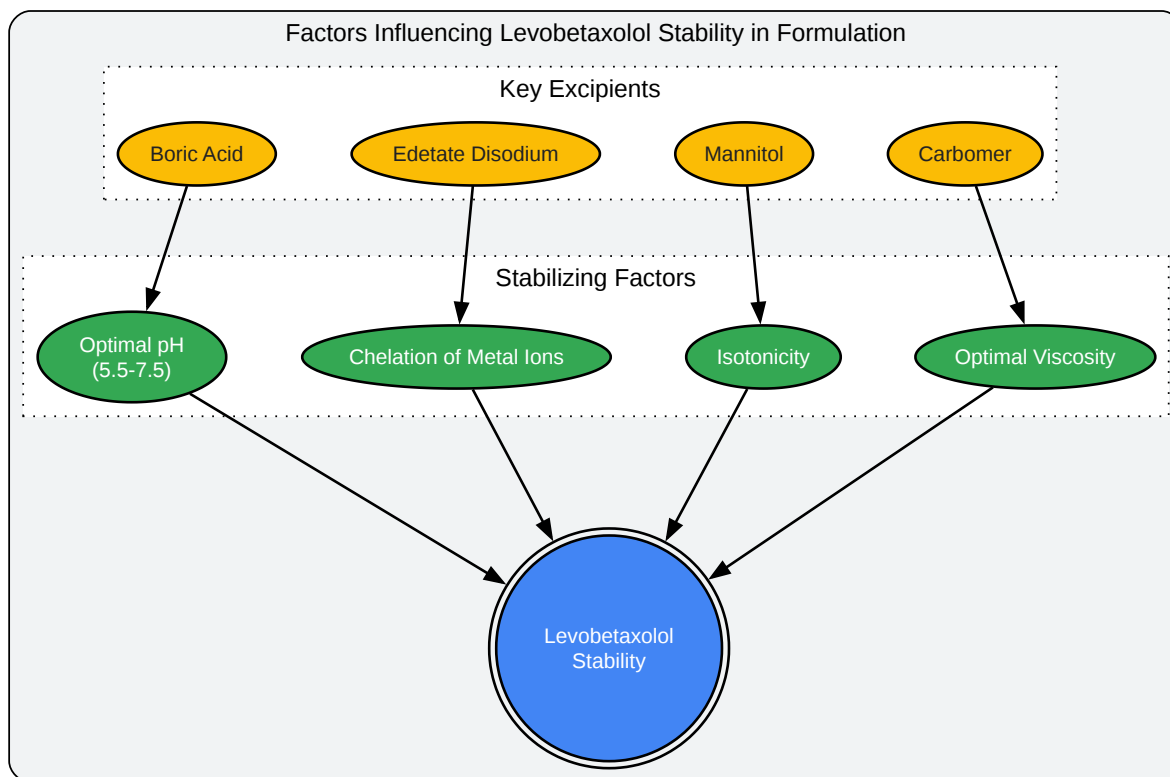 Factors Influencing Levobetaxolol Stability in Formulation
Key Excipients
Boric Acid
Edetate Disodium
Mannitol
Carbomer
Stabilizing Factors
Optimal pH
(5.5-7.5)
Chelation of Metal Ions
Isotonicity
Optimal Viscosity
Levobetaxolol
Stability